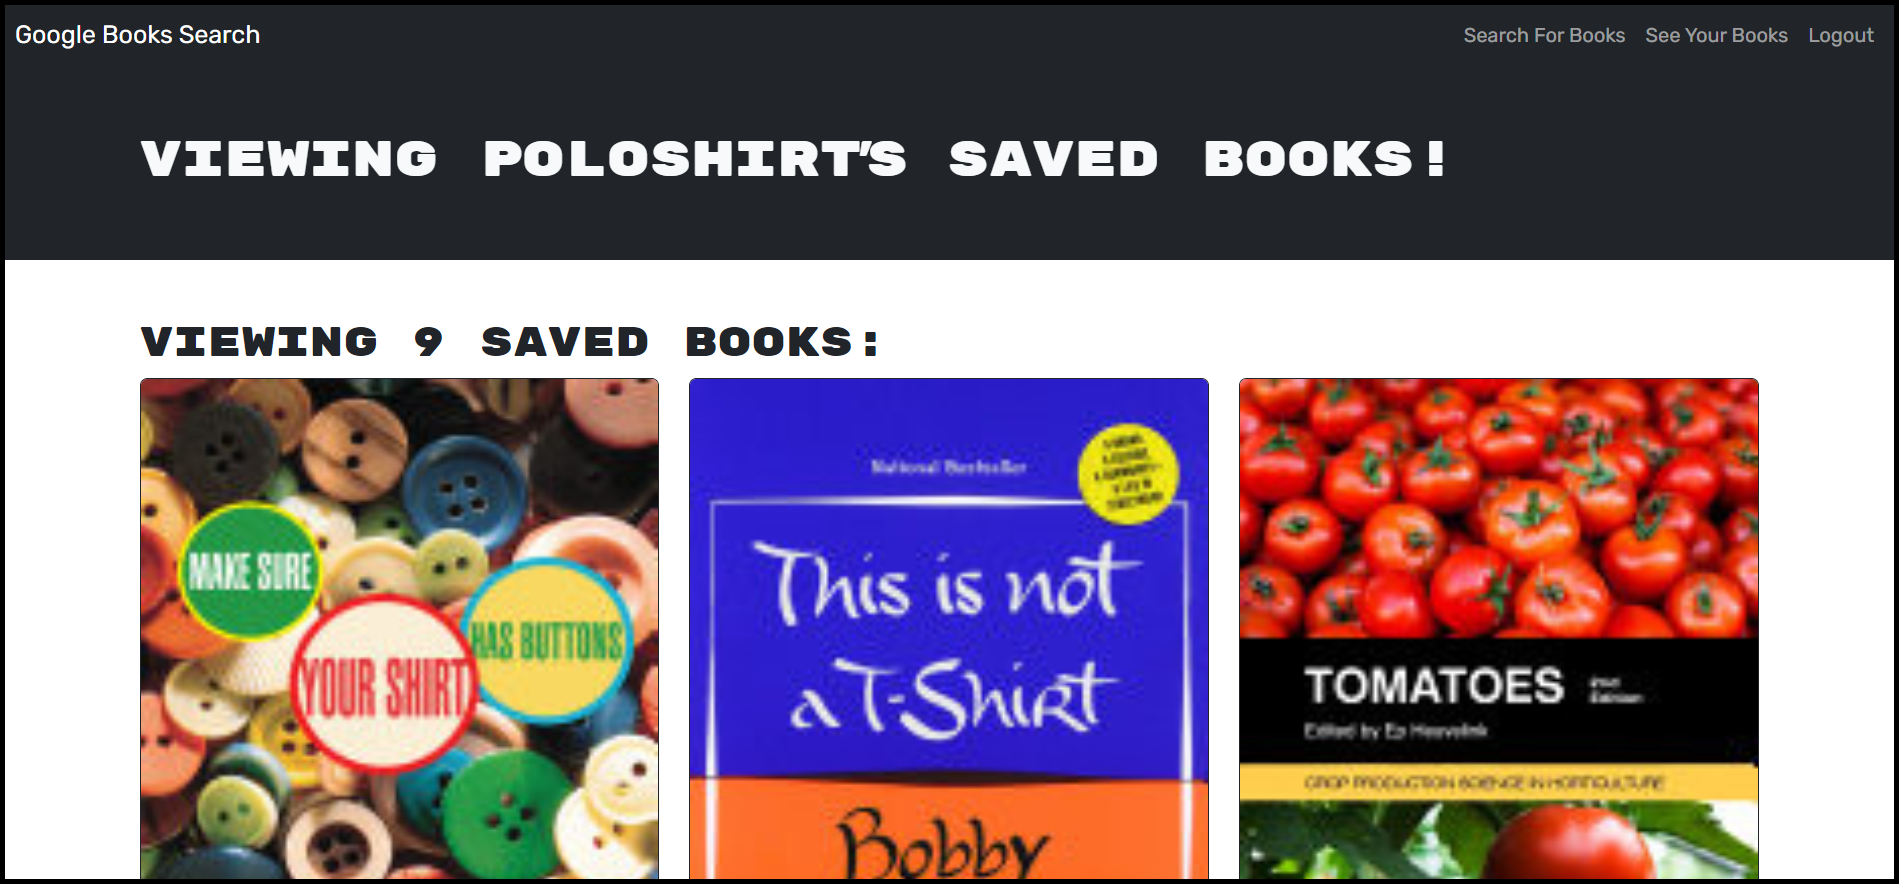 Google Books Search
Search For Books See Your Books Logout
VIEWING POLOSHIRT'S SAVED BOOKS!
VIEWING 9 SAVED BOOKS:
MAKE SURE
YOUR SHIRT
HAS BUTTONS
National Bestseller
This is not
a T-Shirt
Bobby
TOMATOES
2nd
Edition
Edited by Ep Heuvelink
CROP PRODUCTION SCIENCE IN HORTICULTURE